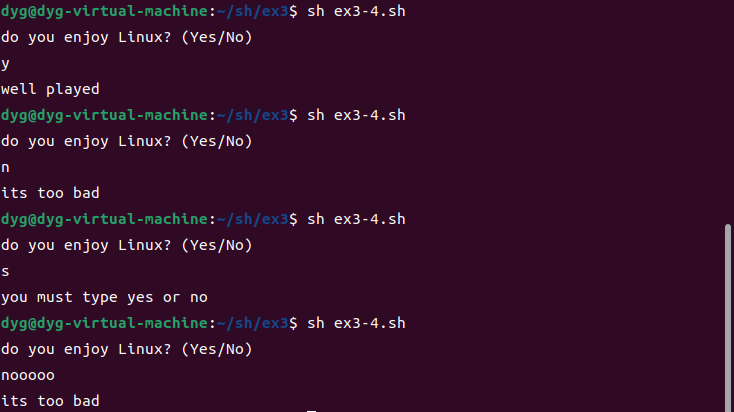 dyg@dyg-virtual-machine:~/sh/ex3$ sh ex3-4.sh
do you enjoy Linux? (Yes/No)
y
well played
dyg@dyg-virtual-machine:~/sh/ex3$ sh ex3-4.sh
do you enjoy Linux? (Yes/No)
n
its too bad
dyg@dyg-virtual-machine:~/sh/ex3$ sh ex3-4.sh
do you enjoy Linux? (Yes/No)
s
you must type yes or no
dyg@dyg-virtual-machine:~/sh/ex3$ sh ex3-4.sh
do you enjoy Linux? (Yes/No)
nooooo
its too bad